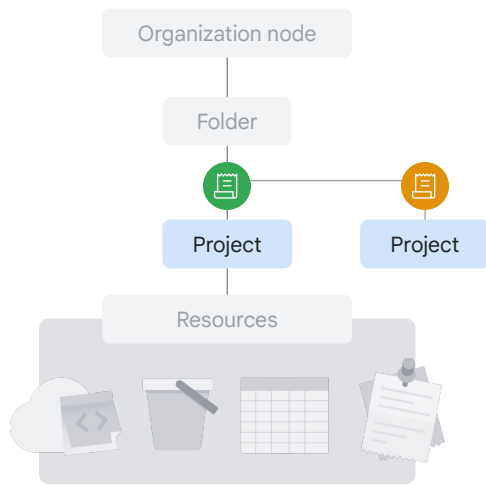 Organization node
Folder
Project
Project
Resources